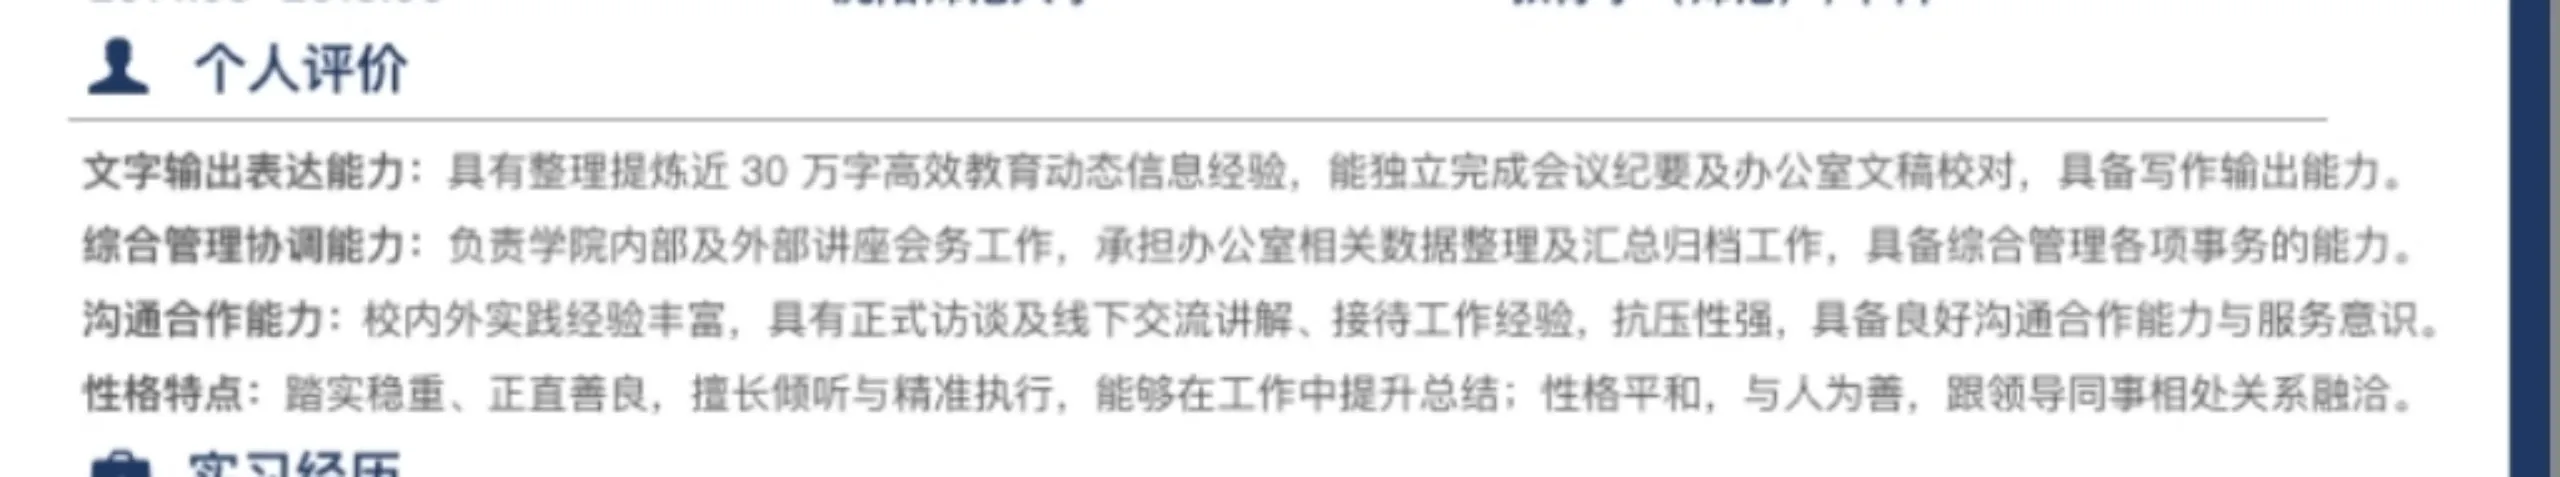 个人评价
文字输出表达能力：具有整理提炼近 30 万字高效教育动态信息经验，能独立完成会议纪要及办公室文稿校对，具备写作输出能力。
综合管理协调能力：负责学院内部及外部讲座会务工作，承担办公室相关数据整理及汇总归档工作，具备综合管理各项事务的能力。
沟通合作能力：校内外实践经验丰富，具有正式访谈及线下交流讲解、接待工作经验，抗压性强，具备良好沟通合作能力与服务意识。
性格特点：踏实稳重、正直善良，擅长倾听与精准执行，能够在工作中提升总结；性格平和，与人为善，跟领导同事相处关系融洽。
实习经历